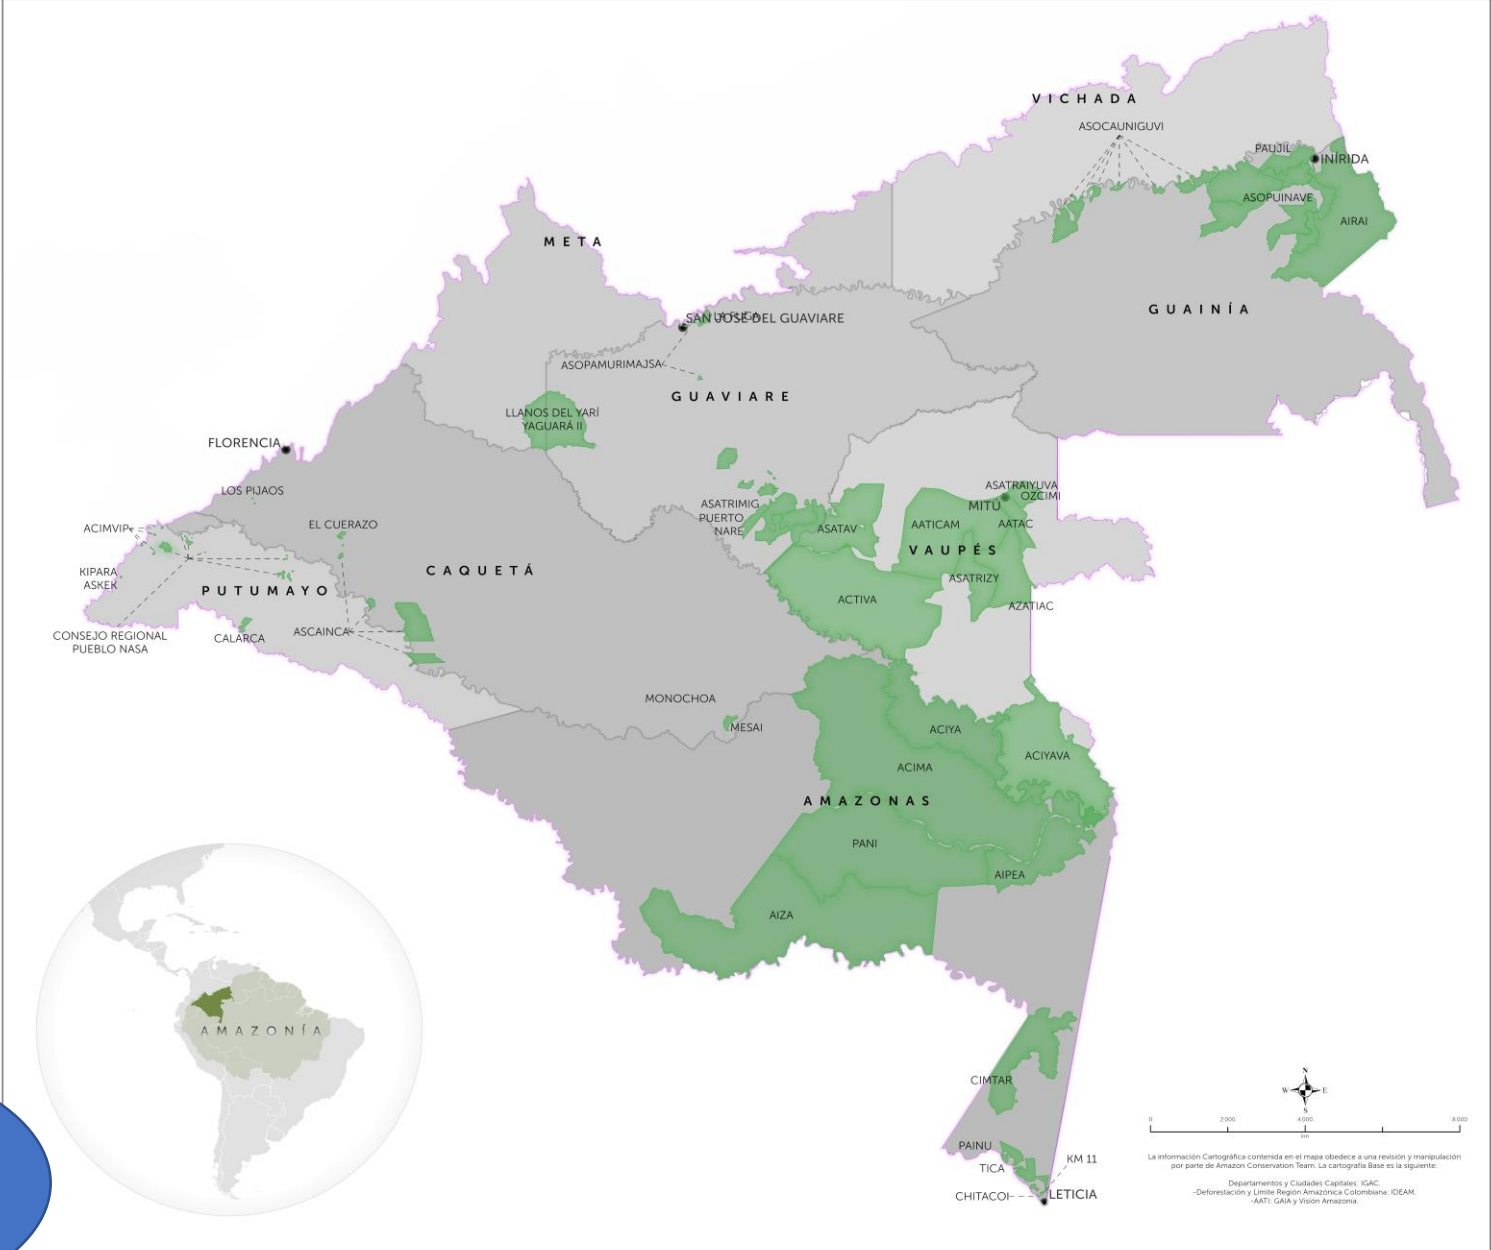 VICHADA
ASOCAUNIGUVI
PAUJIL
INÍRIDA
ASOPUINAVE
AIRAI
META
GUAINÍA
LA FUGA
SAN JOSÉ DEL GUAVIARE
ASOPAMURIMAJSA
GUAVIARE
LLANOS DEL YARÍ
YAGUARÁ II
FLORENCIA
LOS PIJAOS
ACIMVIP
EL CUERAZO
ASATRIMIG
PUERTO
NARE
ASATAV
ASATRAIYUVA
OZCIMI
MITÚ
AATICAM
AATAC
VAUPÉS
KIPARA
ASKEK
PUTUMAYO
CAQUETÁ
ASATRIZY
ACTIVA
AZATIAC
CONSEJO REGIONAL
PUEBLO NASA
CALARCA
ASCAINCA
MONOCHOA
MESAI
ACIYA
ACIYAVA
ACIMA
AMAZONAS
PANI
AIPEA
AIZA
AMAZONÍA
CIMTAR
PAINU
TICA
KM 11
CHITACOI
LETICIA
N
W E
S
0 2.000 4.000 8.000
km
La información Cartográfica contenida en el mapa obedece a una revisión y manipulación
por parte de Amazon Conservation Team. La cartografía Base es la siguiente:
Departamentos y Ciudades Capitales: IGAC.
-Deforestación y Limite Región Amazónica Colombiana: IDEAM.
-AATI: GAIA y Visión Amazonía.